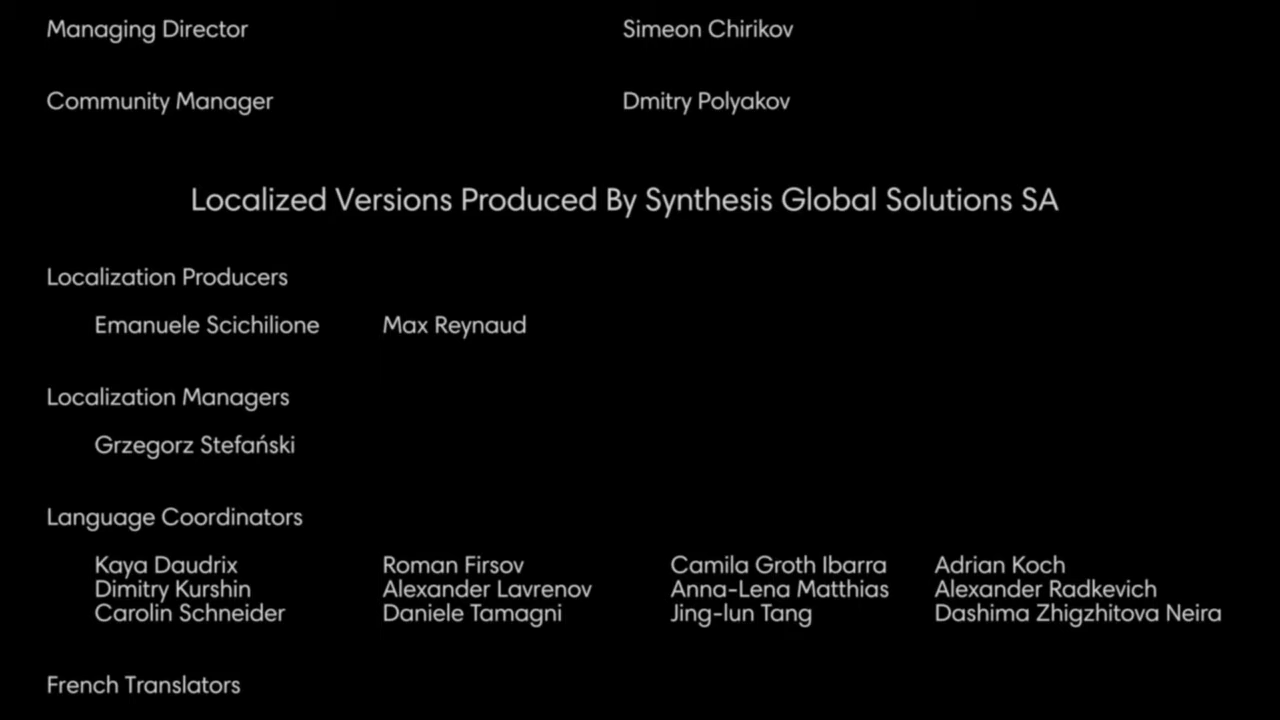 Managing Director Simeon Chirikov
Community Manager Dmitry Polyakov
Localized Versions Produced By Synthesis Global Solutions SA
Localization Producers
Emanuele Scichilione Max Reynaud
Localization Managers
Grzegorz Stefański
Language Coordinators
Kaya Daudrix Roman Firsov Camila Groth Ibarra Adrian Koch
Dimitry Kurshin Alexander Lavrenov Anna-Lena Matthias Alexander Radkevich
Carolin Schneider Daniele Tamagni Jing-lun Tang Dashima Zhigzhitova Neira
French Translators